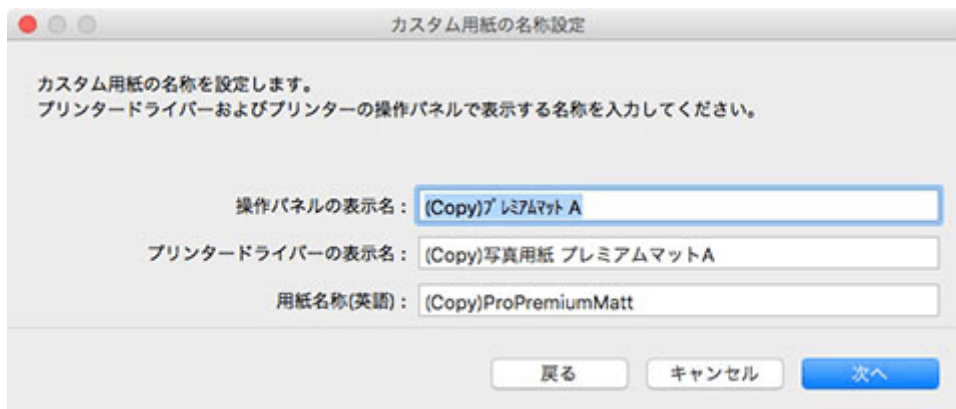 カスタム用紙の名称設定
カスタム用紙の名称を設定します。
プリンタードライバーおよびプリンターの操作パネルで表示する名称を入力してください。
操作パネルの表示名： (Copy)ﾌﾟﾚﾐｱﾑﾏｯﾄ A
プリンタードライバーの表示名： (Copy)写真用紙 プレミアムマットA
用紙名称(英語)： (Copy)ProPremiumMatt
戻る キャンセル 次へ